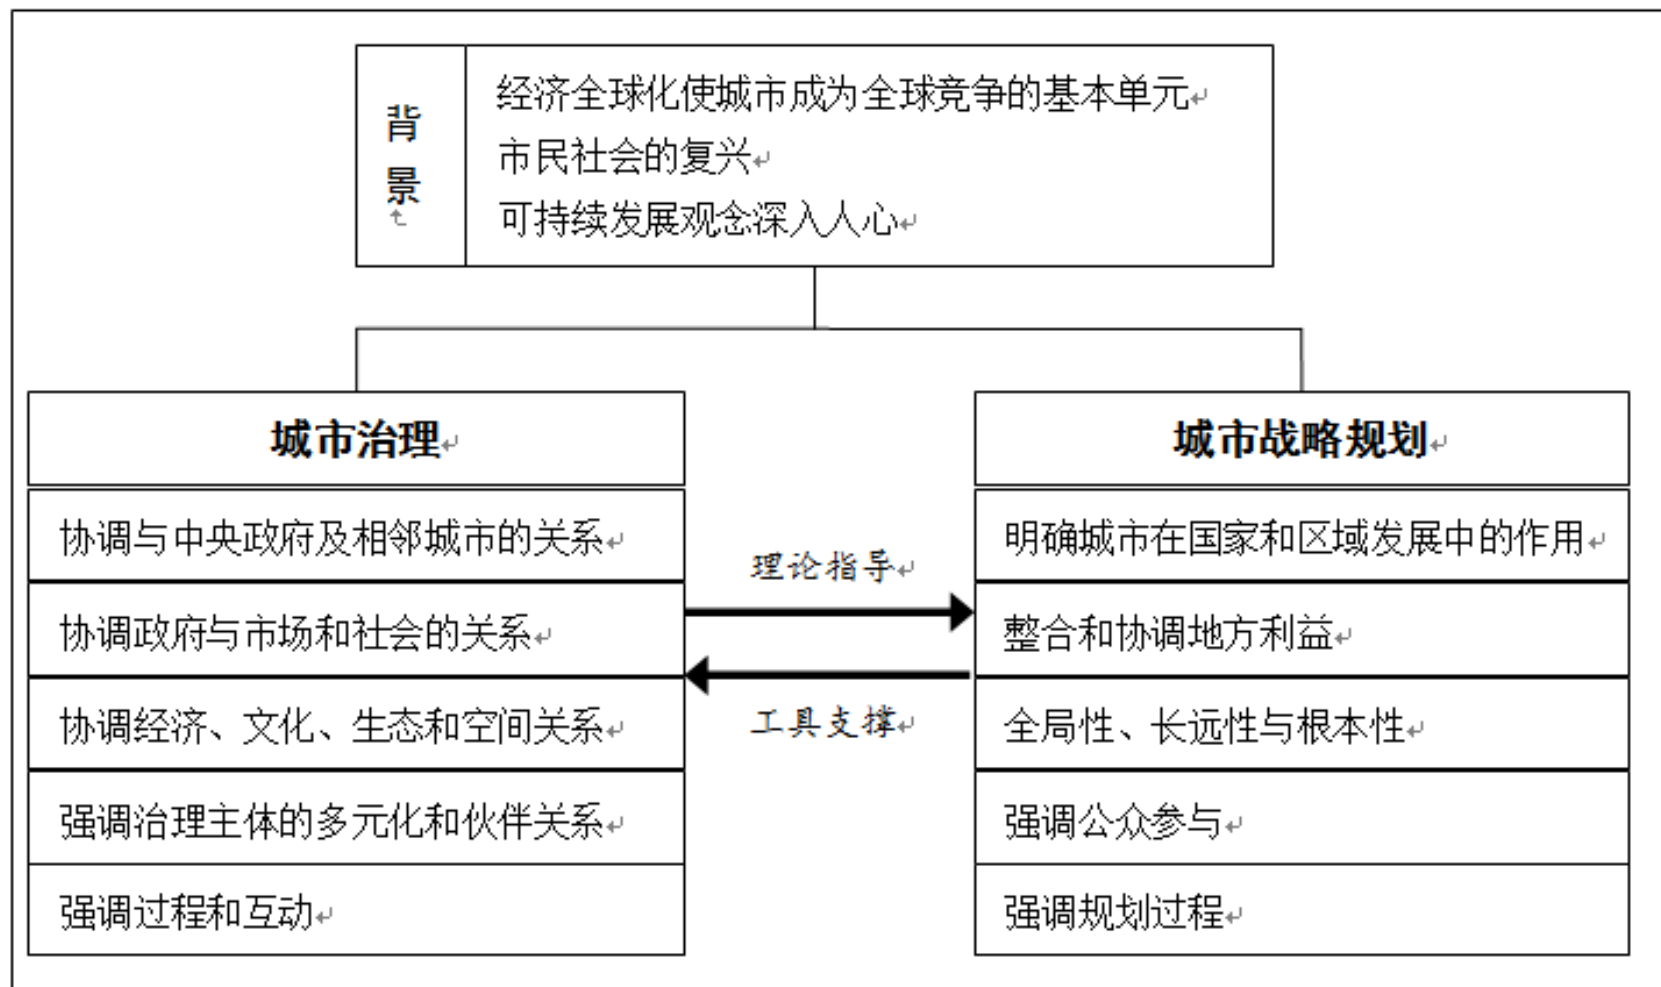 背景
经济全球化使城市成为全球竞争的基本单元
市民社会的复兴
可持续发展观念深入人心
城市治理
城市战略规划
协调与中央政府及相邻城市的关系
协调政府与市场和社会的关系
协调经济、文化、生态和空间关系
强调治理主体的多元化和伙伴关系
强调过程和互动
理论指导
工具支撑
明确城市在国家和区域发展中的作用
整合和协调地方利益
全局性、长远性与根本性
强调公众参与
强调规划过程